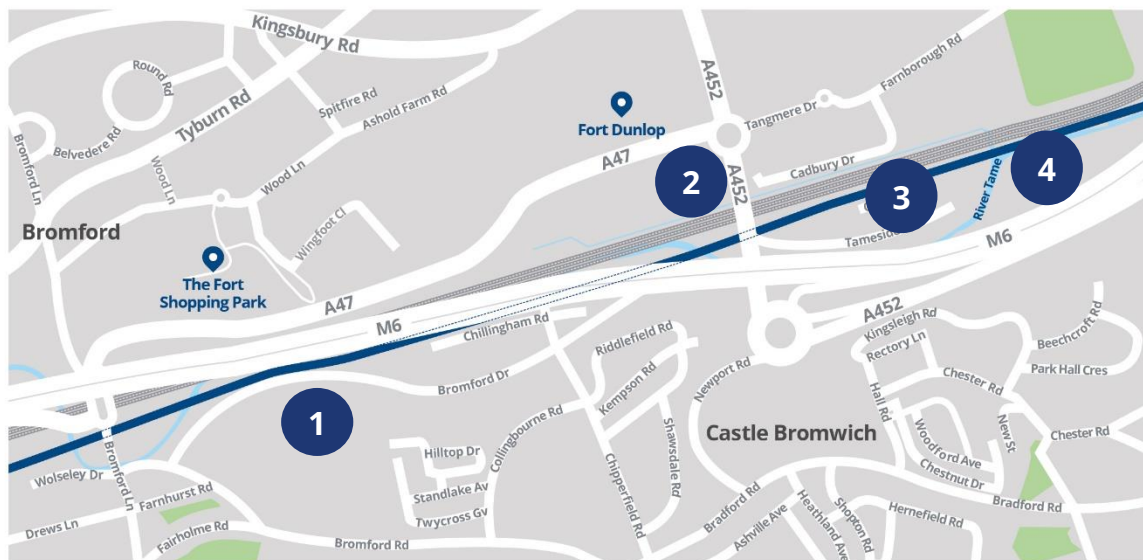 Kingsbury Rd
A452
Farnborough Rd
Round Rd
Spitfire Rd
Ashold Farm Rd
Tyburn Rd
Fort Dunlop
Tangmere Dr
Belvedere Rd
A47
Bromford Ln
Wood Ln
Wood Ln
2
A452
Cadbury Dr
3
4
River Tame
Bromford
Wingfoot Cl
Tameside
M6
The Fort
Shopping Park
A47
M6
Chillingham Rd
A452
Kingsleigh Rd
Beechcroft Rd
Riddlefield Rd
Rectory Ln
Newport Rd
Park Hall Cres
Bromford Dr
Kempson Rd
Chester Rd
Hall Rd
1
Collingbourne Rd
Shawsdale Rd
Castle Bromwich
Woodford Ave
New St
Chester Rd
Hilltop Dr
Bromford Ln
Wolseley Dr
Chipperfield Rd
Chestnut Dr
Standlake Av
Farnhurst Rd
Bradford Rd
Bradford Rd
Twycross Gv
Drews Ln
Fairholme Rd
Ashville Ave
Heathland Ave
Shopton Rd
Hernefield Rd
Bromford Rd